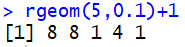 > rgeom(5,0.1)+1
[1] 8 8 1 4 1